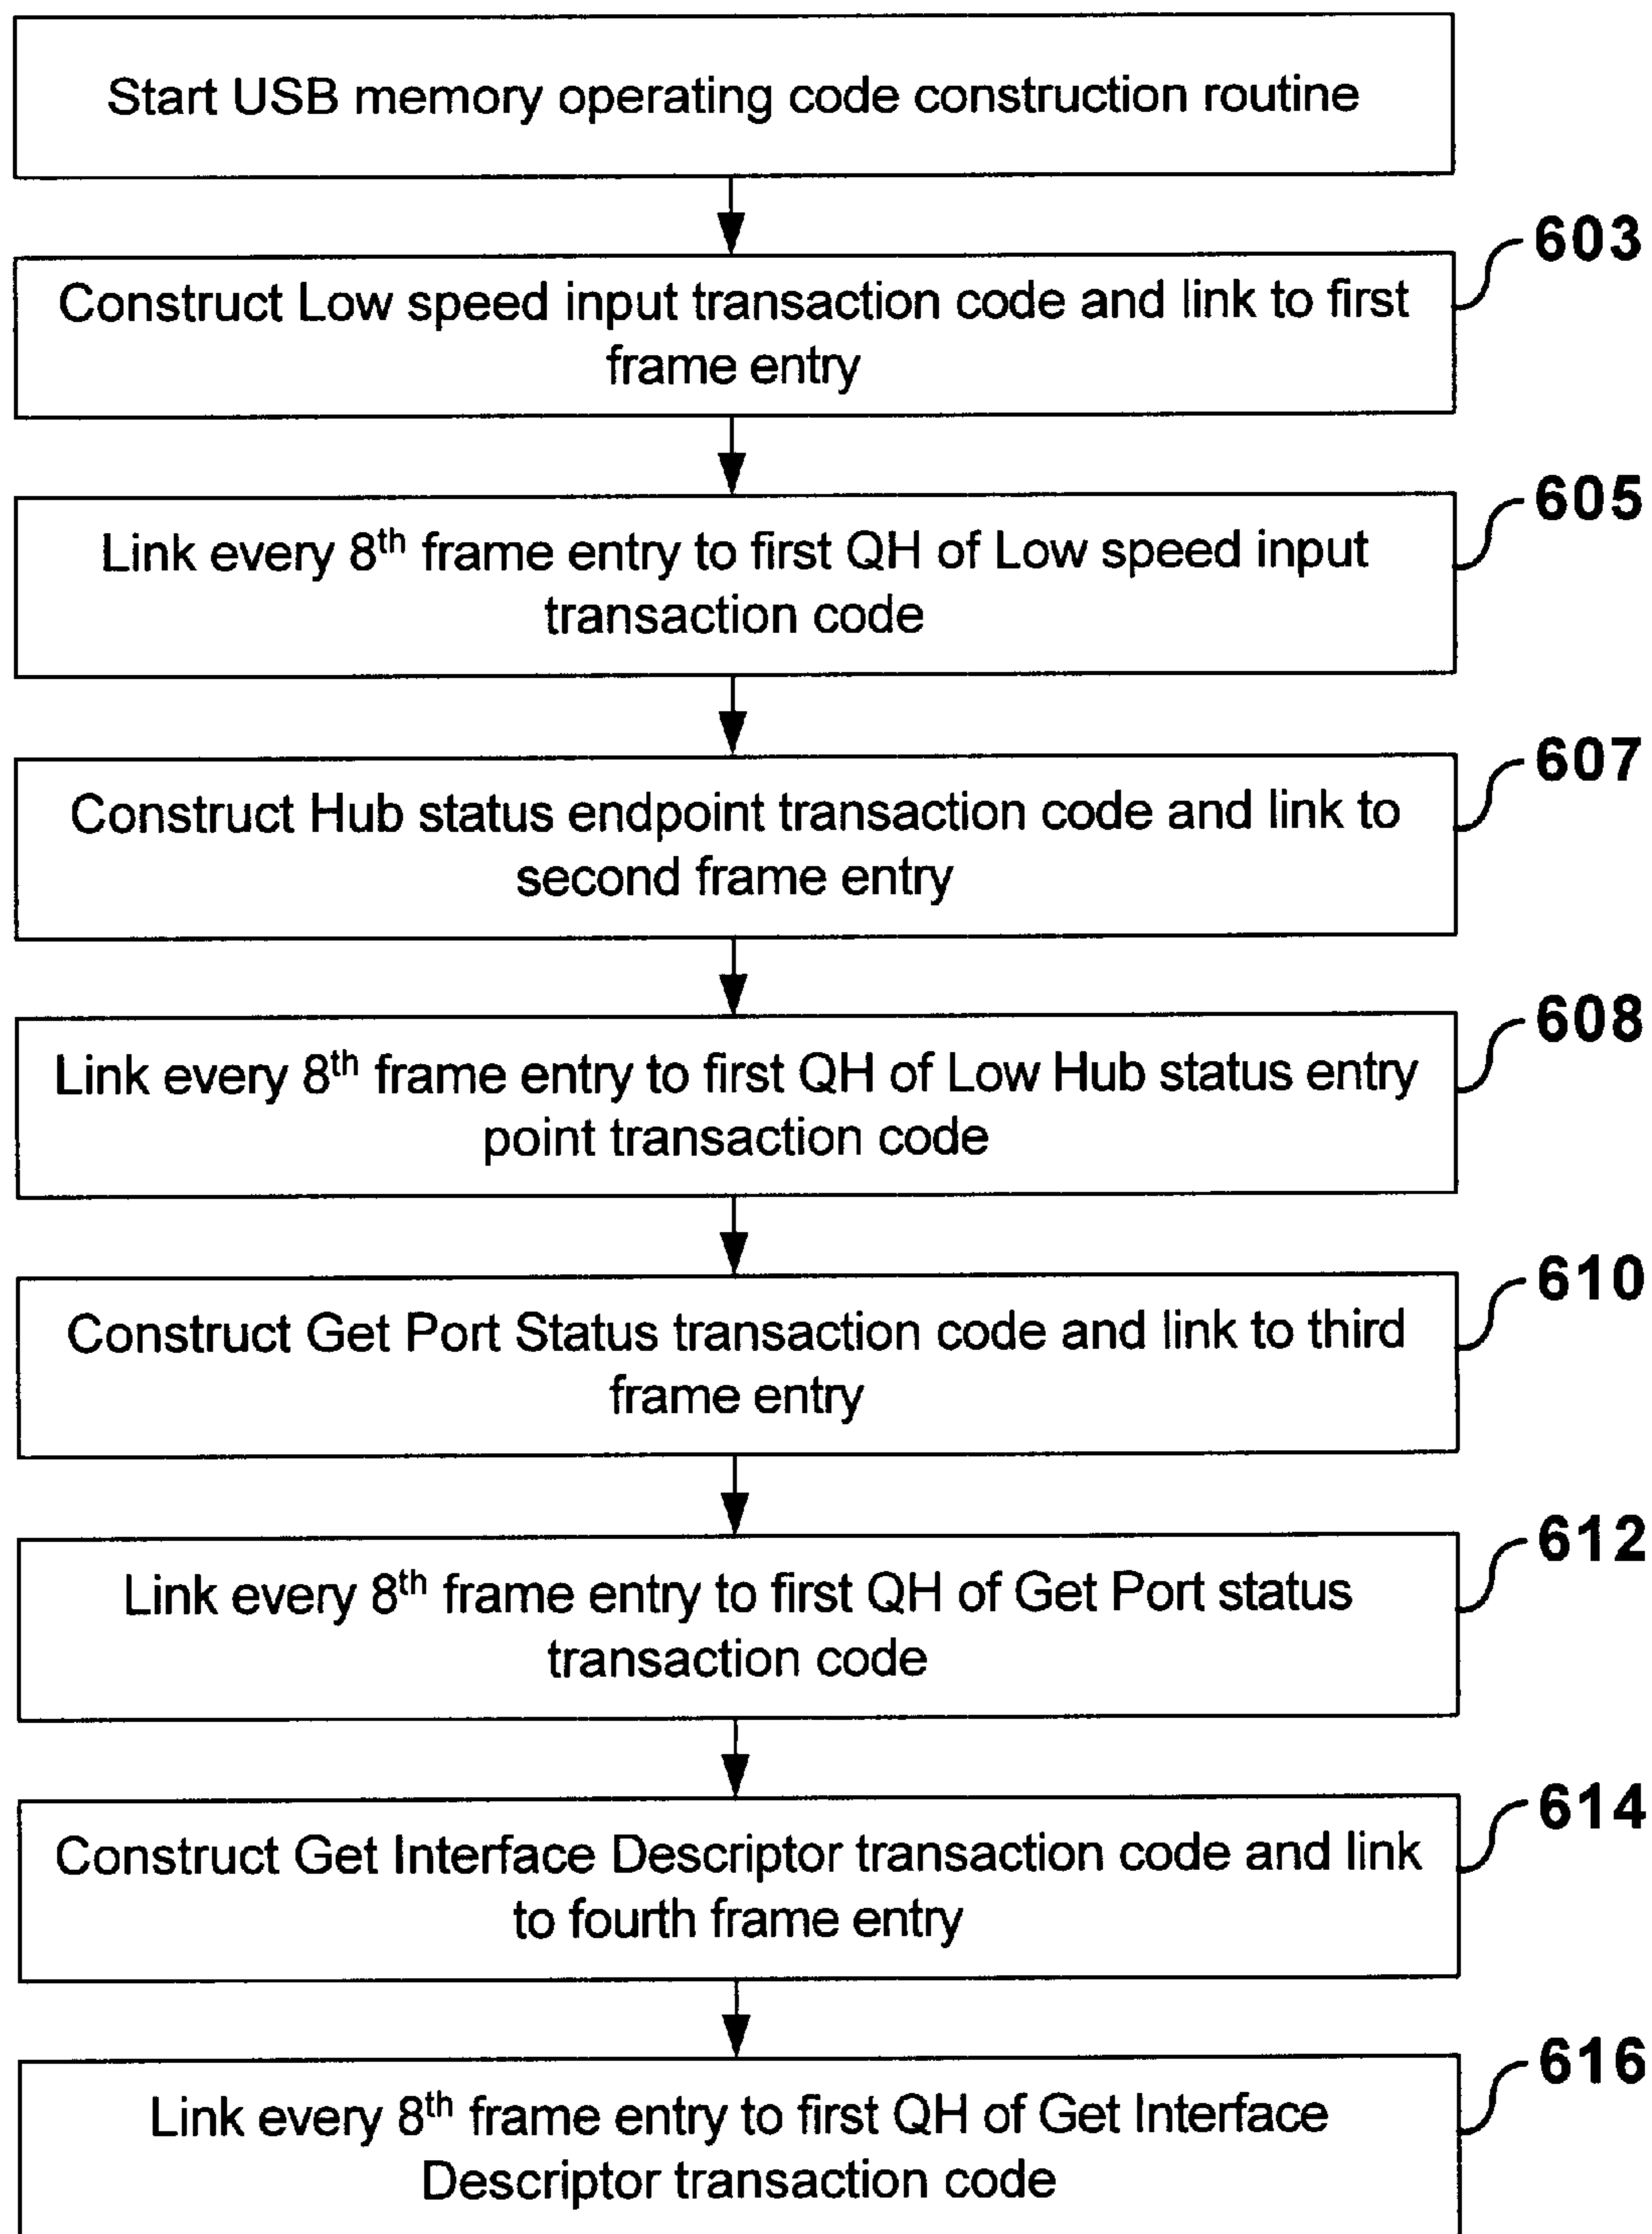 Start USB memory operating code construction routine
603
Construct Low speed input transaction code and link to first
frame entry
605
Link every 8th frame entry to first QH of Low speed input
transaction code
607
Construct Hub status endpoint transaction code and link to
second frame entry
608
Link every 8th frame entry to first QH of Low Hub status entry
point transaction code
610
Construct Get Port Status transaction code and link to third
frame entry
612
Link every 8th frame entry to first QH of Get Port status
transaction code
614
Construct Get Interface Descriptor transaction code and link
to fourth frame entry
616
Link every 8th frame entry to first QH of Get Interface
Descriptor transaction code